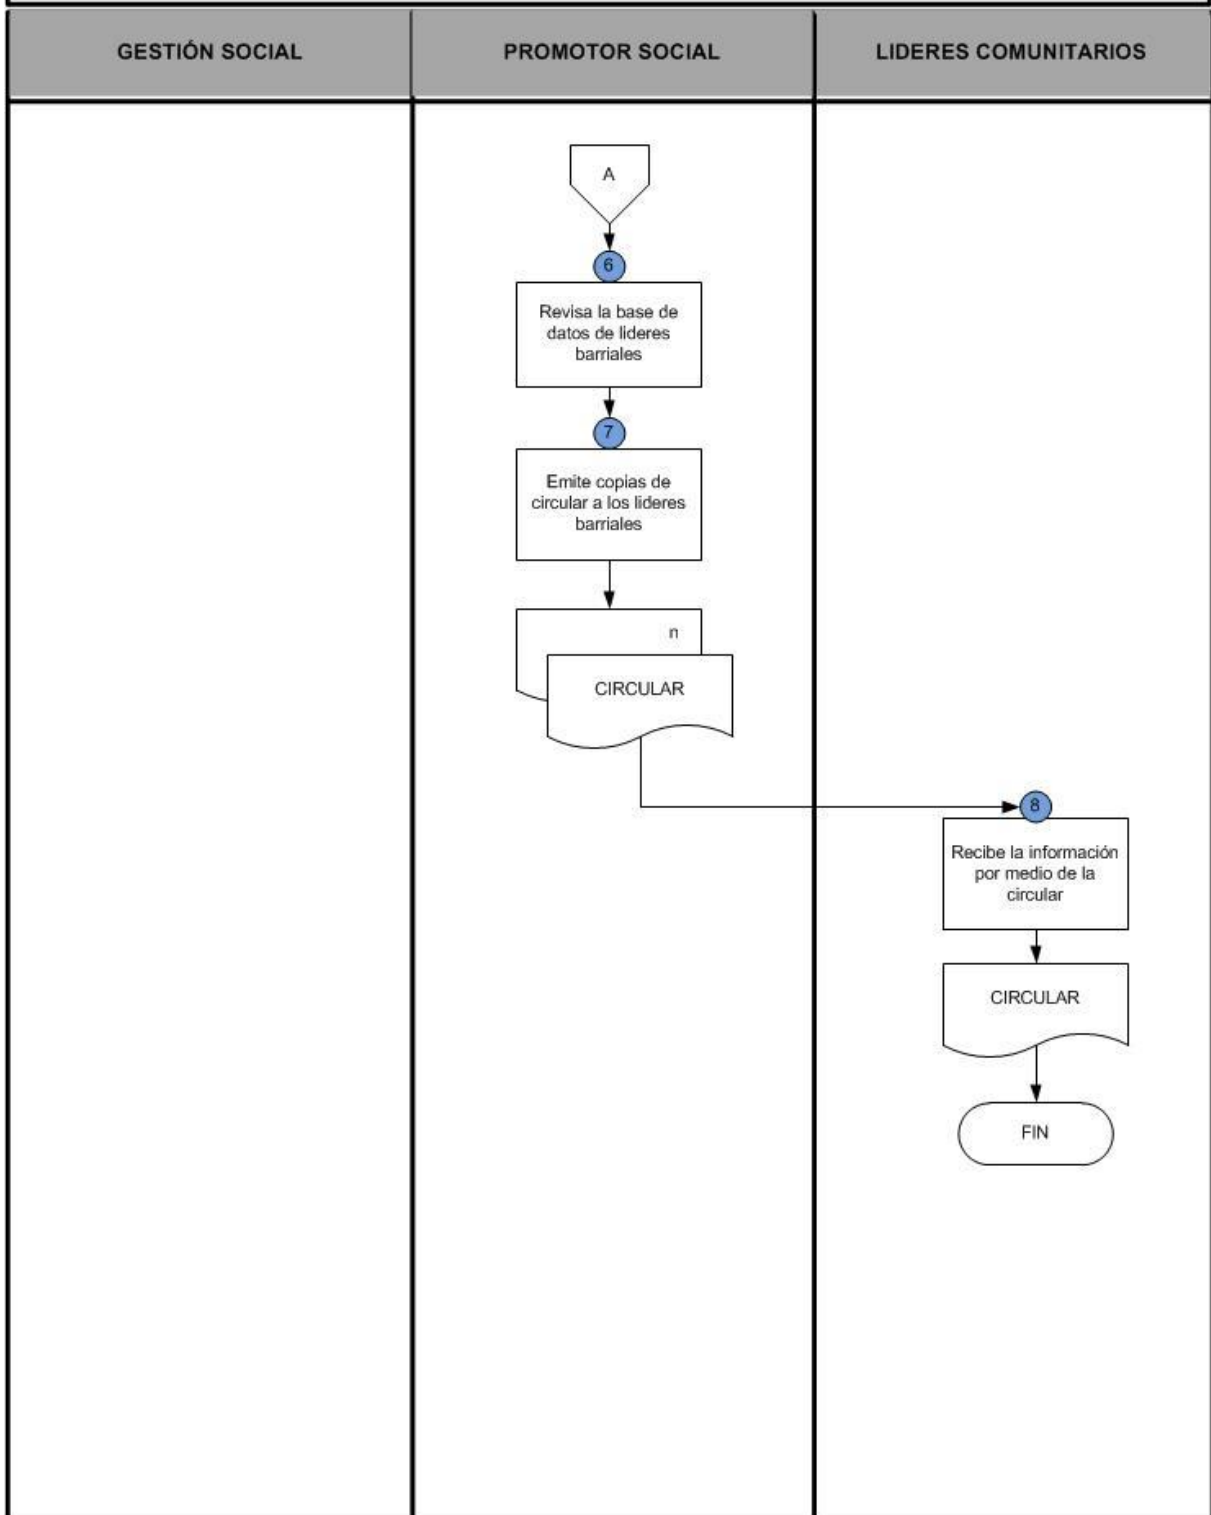 GESTIÓN SOCIAL
PROMOTOR SOCIAL
LIDERES COMUNITARIOS
A
6
Revisa la base de
datos de lideres
barriales
7
Emite copias de
circular a los lideres
barriales
n
CIRCULAR
8
Recibe la información
por medio de la
circular
CIRCULAR
FIN